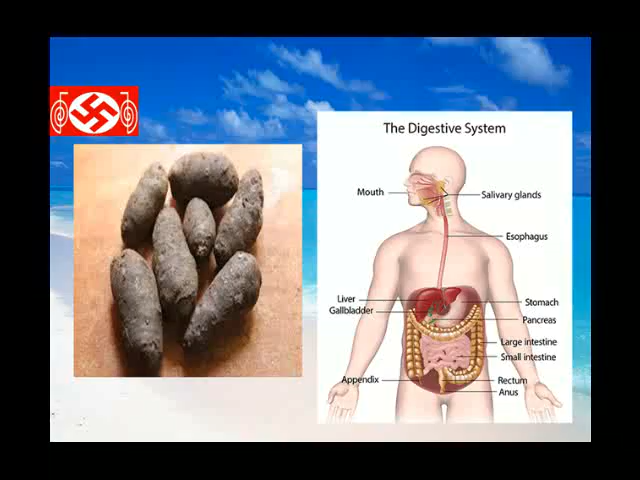 The Digestive System
Mouth
Salivary glands
Esophagus
Liver
Gallbladder
Stomach
Pancreas
Large intestine
Small intestine
Appendix
Rectum
Anus